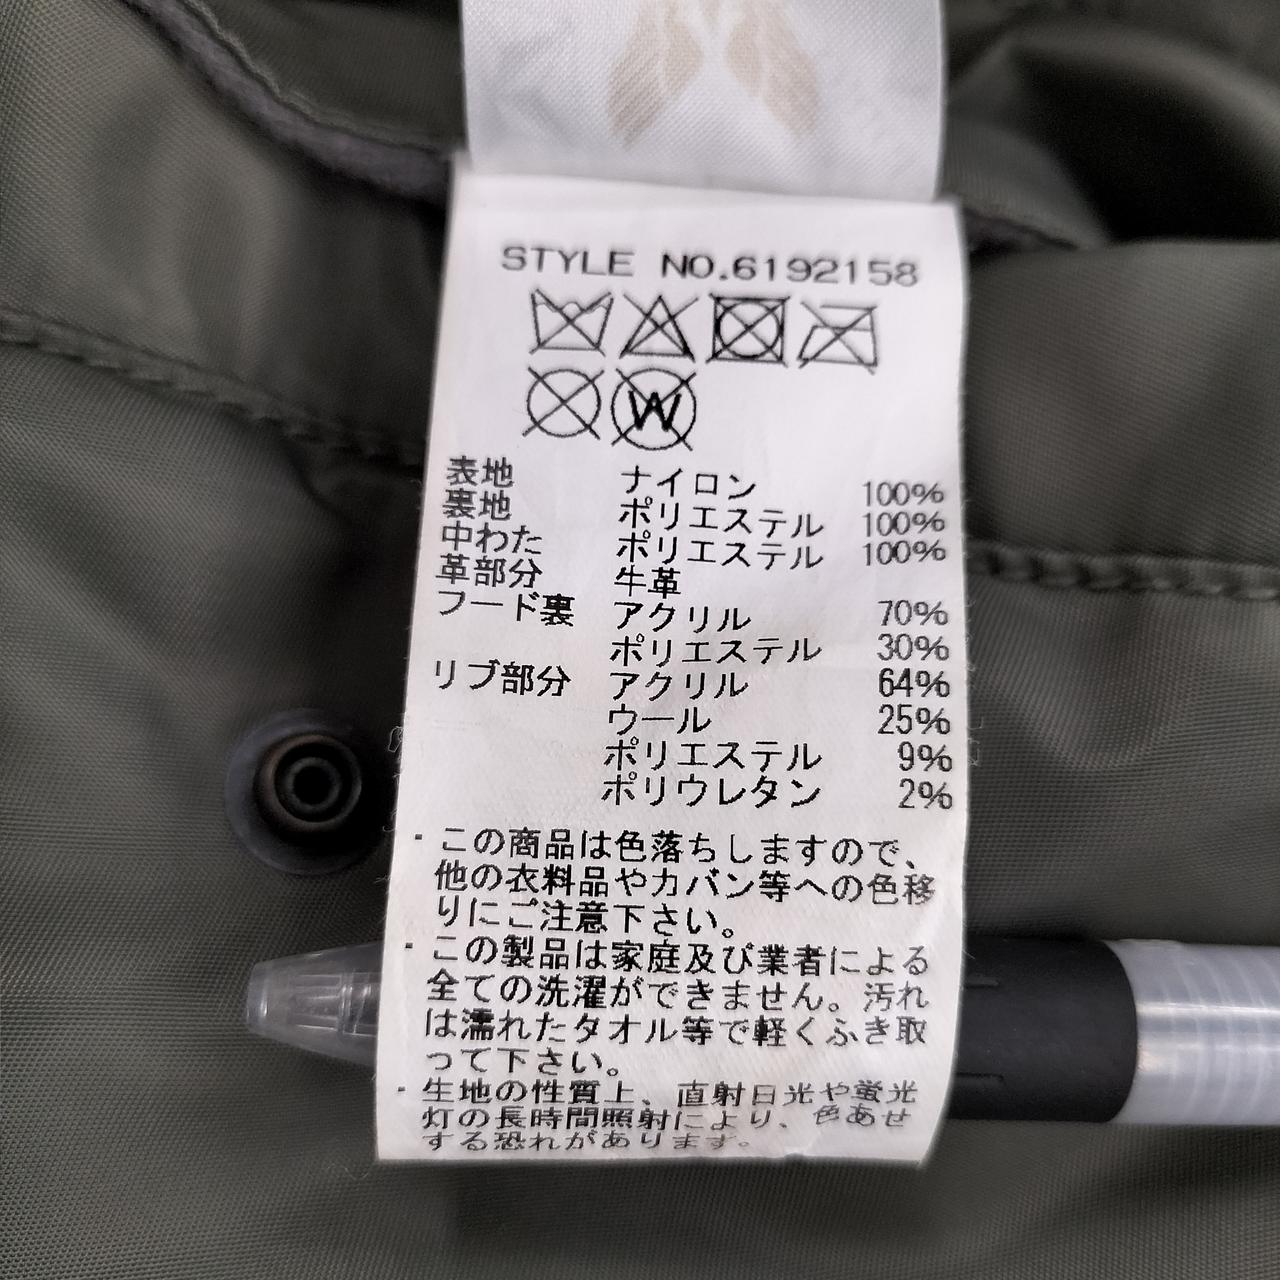 STYLE NO.6192158
W
表地 ナイロン 100%
裏地 ポリエステル 100%
中わた ポリエステル 100%
革部分 牛革
フード裏 アクリル 70%
ポリエステル 30%
リブ部分 アクリル 64%
ウール 25%
ポリエステル 9%
ポリウレタン 2%
・この商品は色落ちしますので、
他の衣料品やカバン等への色移
りにご注意下さい。
・この製品は家庭及び業者による
全ての洗濯ができません。汚れ
は濡れたタオル等で軽くふき取
って下さい。
・生地の性質上、直射日光や蛍光
灯の長時間照射により、色あせ
する恐れがあります。